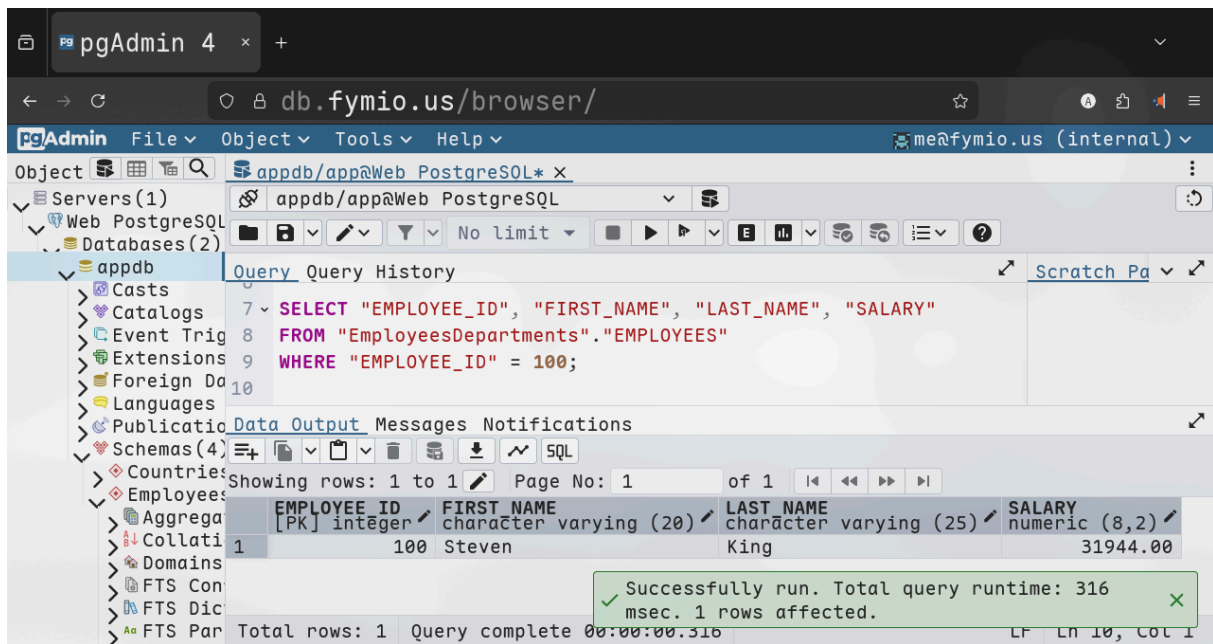 pgAdmin 4
db.fymio.us/browser/
pgAdmin File Object Tools Help me@fymio.us (internal)
Object appdb/app@Web PostgreSQL*
Servers(1) appdb/app@Web PostgreSQL
Web PostgreSQL No limit
Databases(2)
appdb Query Query History Scratch Pa
Casts
Catalogs 7 SELECT "EMPLOYEE_ID", "FIRST_NAME", "LAST_NAME", "SALARY"
Event Trig 8 FROM "EmployeesDepartments"."EMPLOYEES"
Extensions 9 WHERE "EMPLOYEE_ID" = 100;
Foreign Da 10
Languages
Publicatio Data Output Messages Notifications
Schemas(4) SQL
Countries Showing rows: 1 to 1 Page No: 1 of 1
Employees EMPLOYEE_ID FIRST_NAME LAST_NAME SALARY
Aggrega [PK] integer character varying (20) character varying (25) numeric (8,2)
Collati 1 100 Steven King 31944.00
Domains
FTS Con Successfully run. Total query runtime: 316
FTS Dic msec. 1 rows affected.
FTS Par Total rows: 1 Query complete 00:00:00.316 LF Ln 10, Col 1